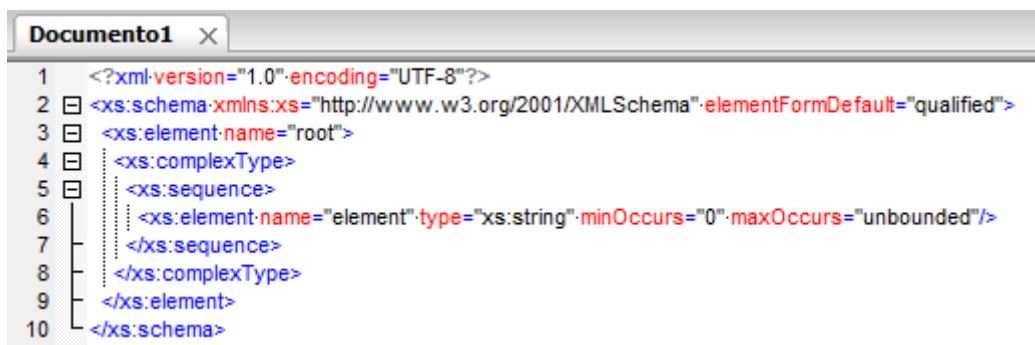 Documento1
1 <?xml·version="1.0"·encoding="UTF-8"?>
2 <xs:schema·xmlns:xs="http://www.w3.org/2001/XMLSchema"·elementFormDefault="qualified">
3 <xs:element·name="root">
4 <xs:complexType>
5 <xs:sequence>
6 <xs:element·name="element"·type="xs:string"·minOccurs="0"·maxOccurs="unbounded"/>
7 </xs:sequence>
8 </xs:complexType>
9 </xs:element>
10 </xs:schema>